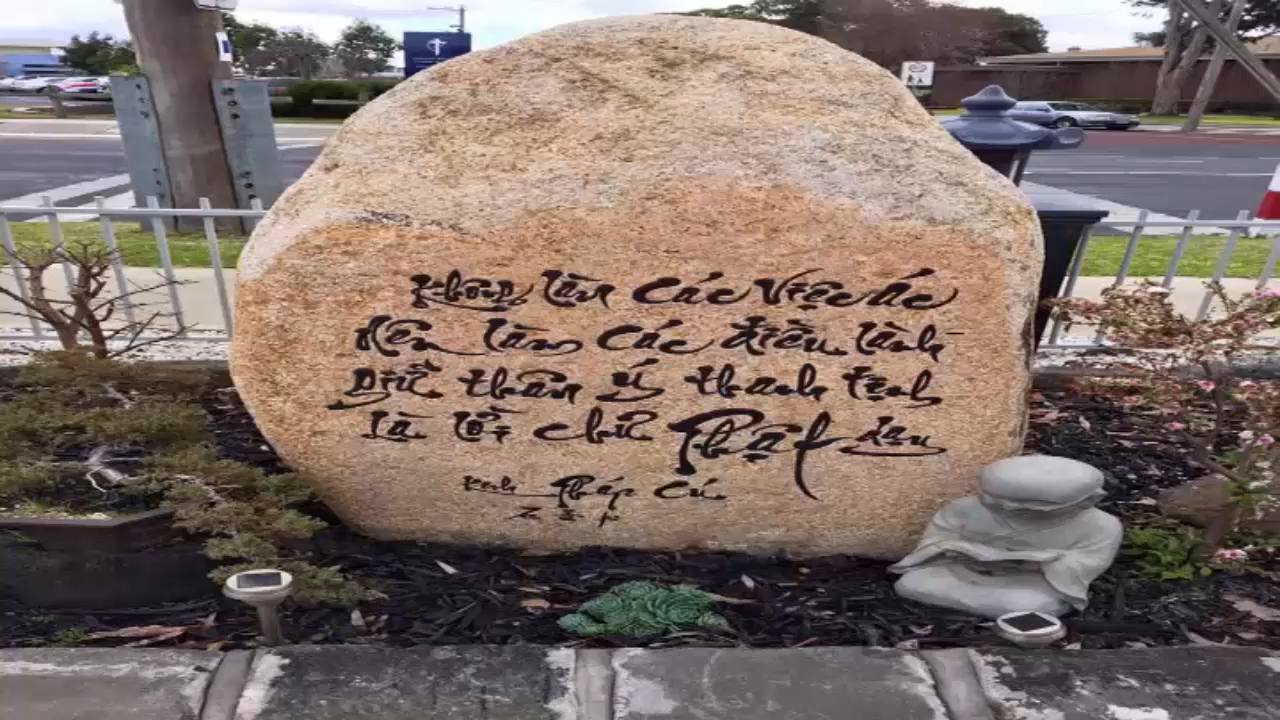 Không làm các việc ác
Nên làm các điều lành
Giữ thân ý thanh tịnh
Là lời chư Phật dạy
Kinh Pháp Cú